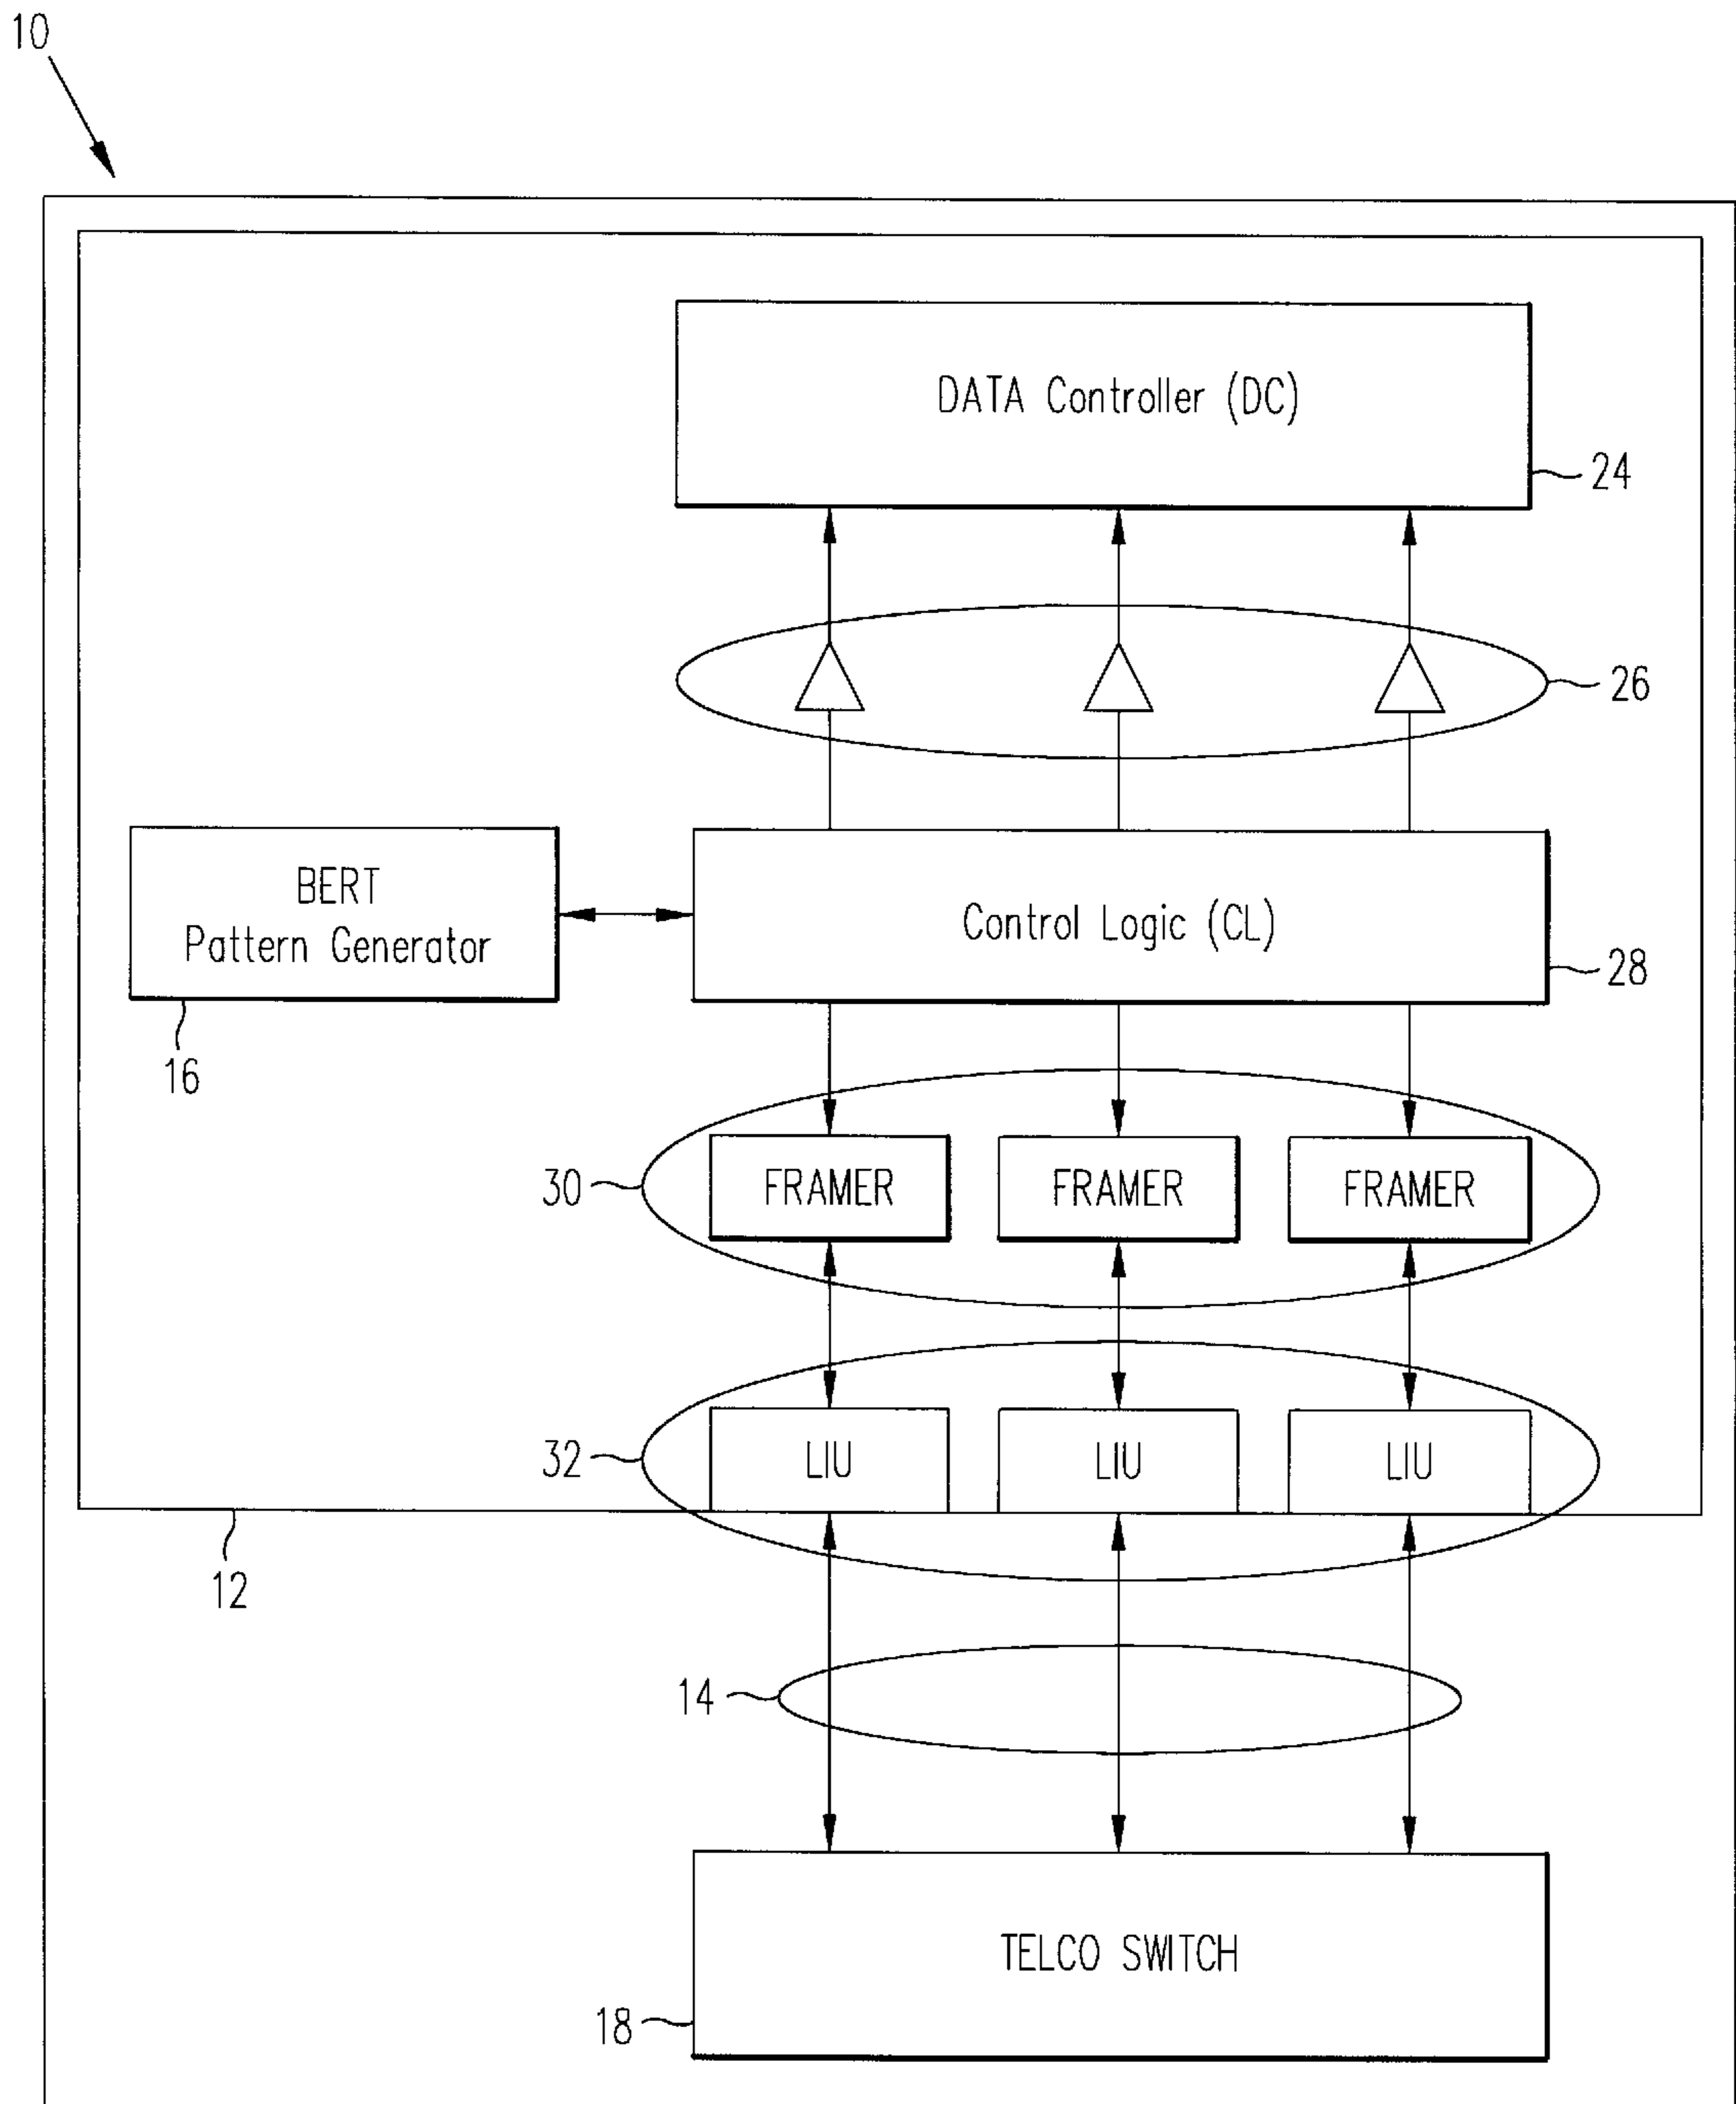 10
DATA Controller (DC)
24
26
BERT
Pattern Generator
Control Logic (CL)
28
16
30
FRAMER FRAMER FRAMER
32
LIU LIU LIU
12
14
TELCO SWITCH
18